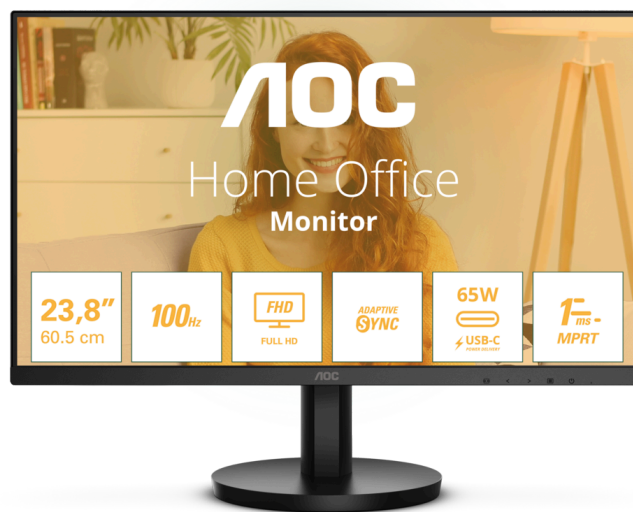 AOC
Home Office
Monitor
23,8”
60.5 cm
100Hz
FHD
FULL HD
ADAPTIVE
SYNC
65W
USB-C
POWER DELIVERY
1ms
MPRT
AOC